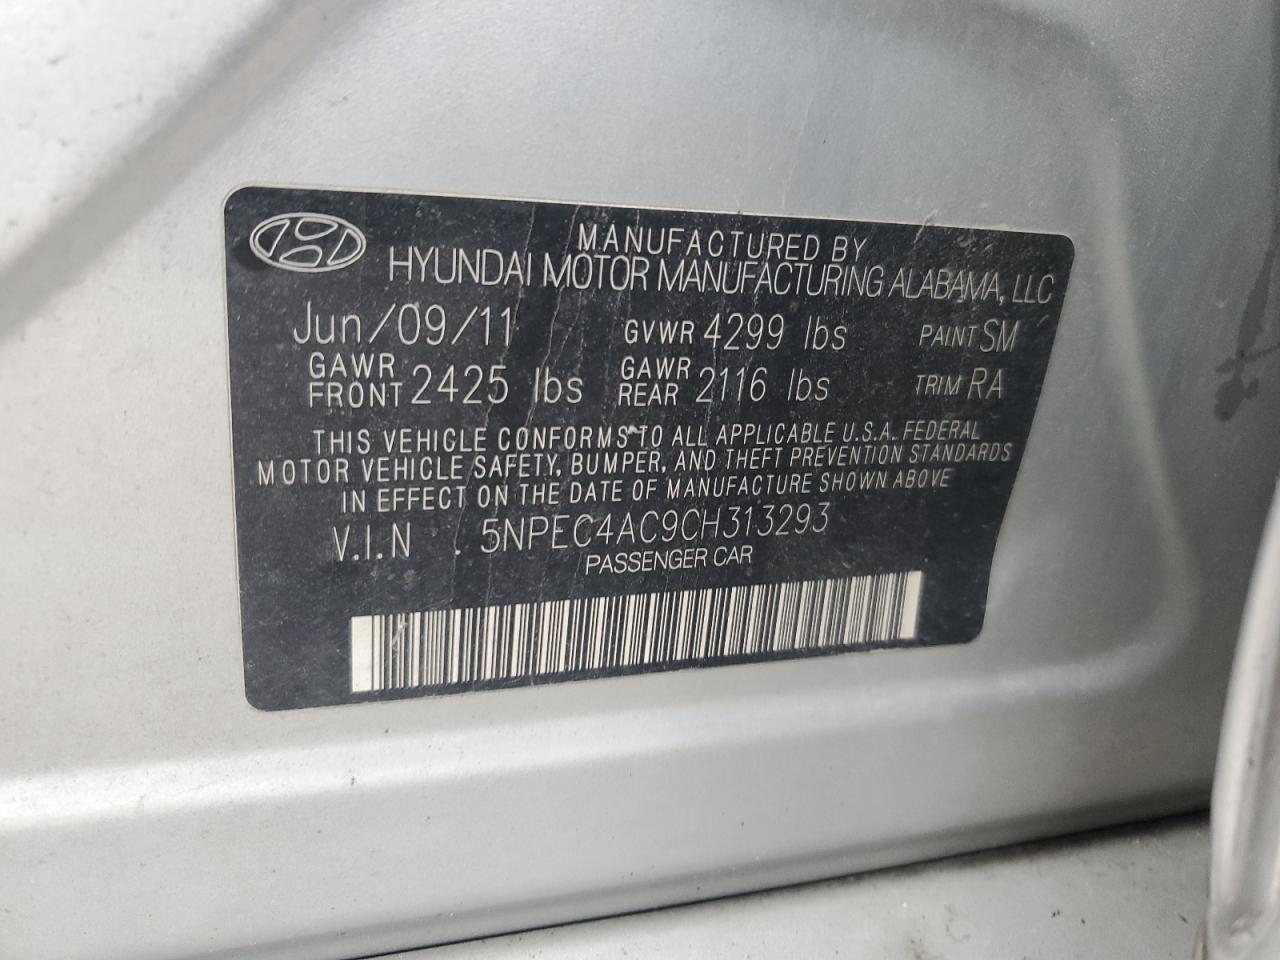 MANUFACTURED BY
HYUNDAI MOTOR MANUFACTURING ALABAMA, LLC
Jun/09/11 GVWR 4299 lbs PAINT SM
GAWR FRONT 2425 lbs GAWR REAR 2116 lbs TRIM RA
THIS VEHICLE CONFORMS TO ALL APPLICABLE U.S.A. FEDERAL
MOTOR VEHICLE SAFETY, BUMPER, AND THEFT PREVENTION STANDARDS
IN EFFECT ON THE DATE OF MANUFACTURE SHOWN ABOVE
V.I.N . 5NPEC4AC9CH313293
PASSENGER CAR